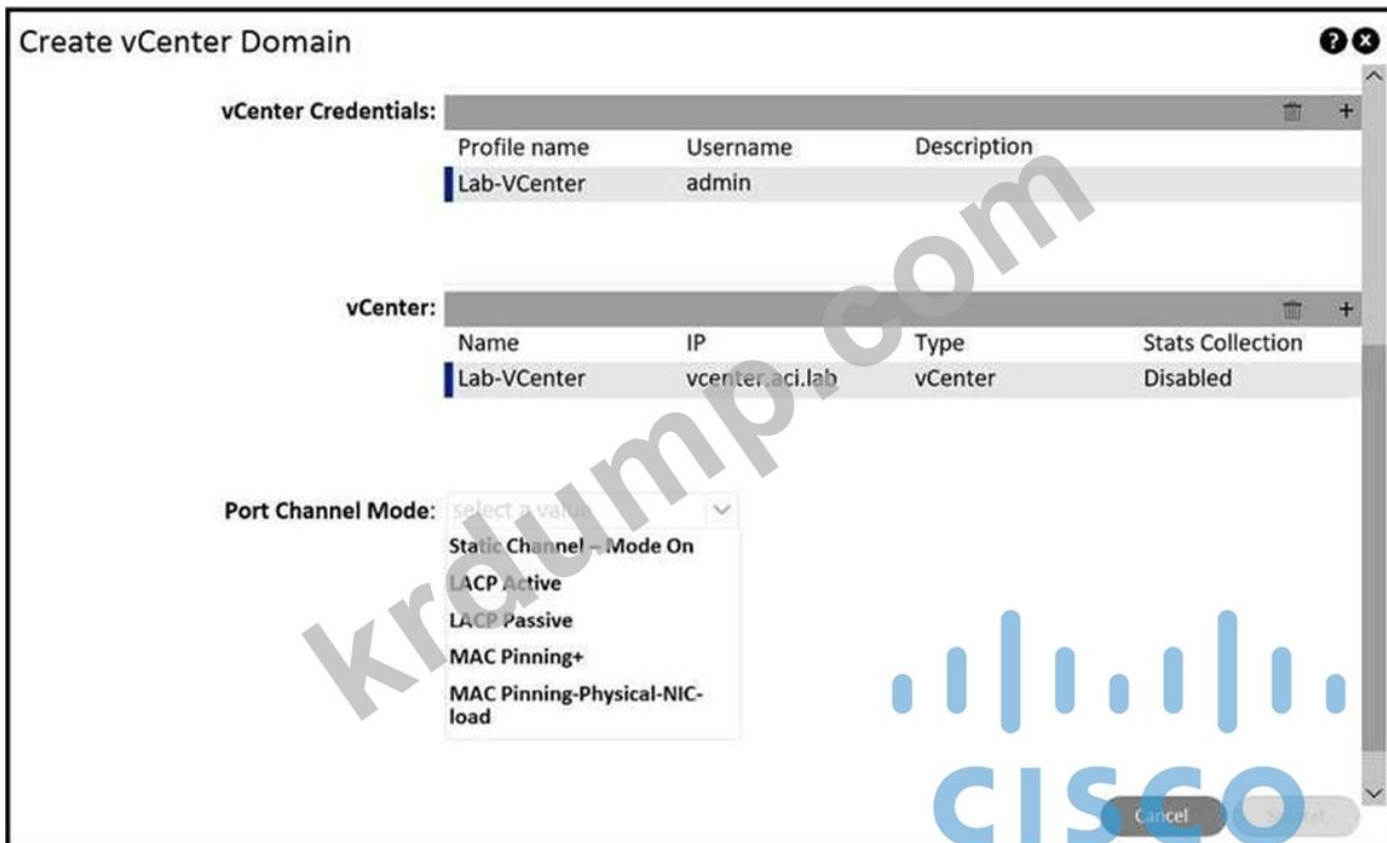 Create vCenter Domain
vCenter Credentials:
Profile name Username Description
Lab-VCenter admin
vCenter:
Name IP Type Stats Collection
Lab-VCenter vcenter.aci.lab vCenter Disabled
Port Channel Mode: select a value
Static Channel – Mode On
LACP Active
LACP Passive
MAC Pinning+
MAC Pinning-Physical-NIC-
load
krdump.com
CISCO
Cancel